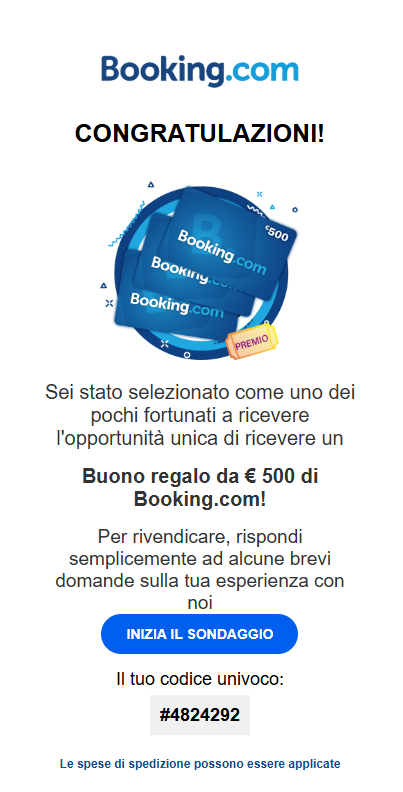 Booking.com
CONGRATULAZIONI!
B.
€500
Booking.com
Booking.com
Booking.com
PREMIO
Sei stato selezionato come uno dei
pochi fortunati a ricevere
l'opportunità unica di ricevere un
Buono regalo da € 500 di
Booking.com!
Per rivendicare, rispondi
semplicemente ad alcune brevi
domande sulla tua esperienza con
noi
INIZIA IL SONDAGGIO
Il tuo codice univoco:
#4824292
Le spese di spedizione possono essere applicate